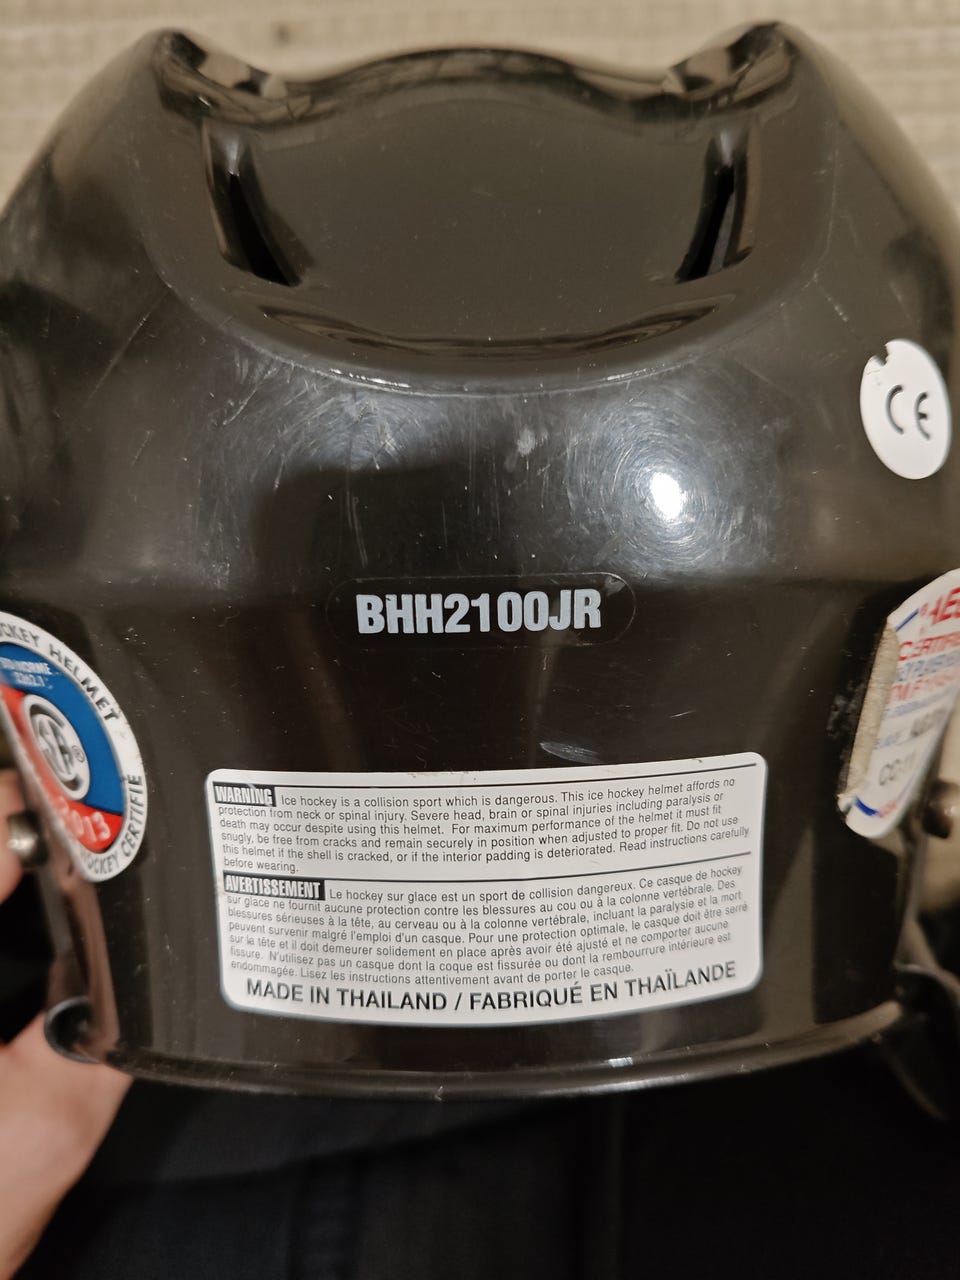 CE
BHH2100JR
HOCKEY HELMET
STD/NORME
Z262.1
SA ®
2013
HOCKEY CERTIFIÉ
CERTIFI
WARNING Ice hockey is a collision sport which is dangerous. This ice hockey helmet affords no
protection from neck or spinal injury. Severe head, brain or spinal injuries including paralysis or
death may occur despite using this helmet. For maximum performance of the helmet it must fit
snugly, be free from cracks and remain securely in position when adjusted to proper fit. Do not use
this helmet if the shell is cracked, or if the interior padding is deteriorated. Read instructions carefully
before wearing.
AVERTISSEMENT Le hockey sur glace est un sport de collision dangereux. Ce casque de hockey
sur glace ne fournit aucune protection contre les blessures au cou ou à la colonne vertébrale. Des
blessures sérieuses à la tête, au cerveau ou à la colonne vertébrale, incluant la paralysie et la mort
peuvent survenir malgré l'emploi d'un casque. Pour une protection optimale, le casque doit être serré
sur la tête et il doit demeurer solidement en place après avoir été ajusté et ne comporter aucune
fissure. N'utilisez pas un casque dont la coque est fissurée ou dont la rembourrure intérieure est
endommagée. Lisez les instructions attentivement avant de porter le casque.
MADE IN THAILAND / FABRIQUÉ EN THAÏLANDE